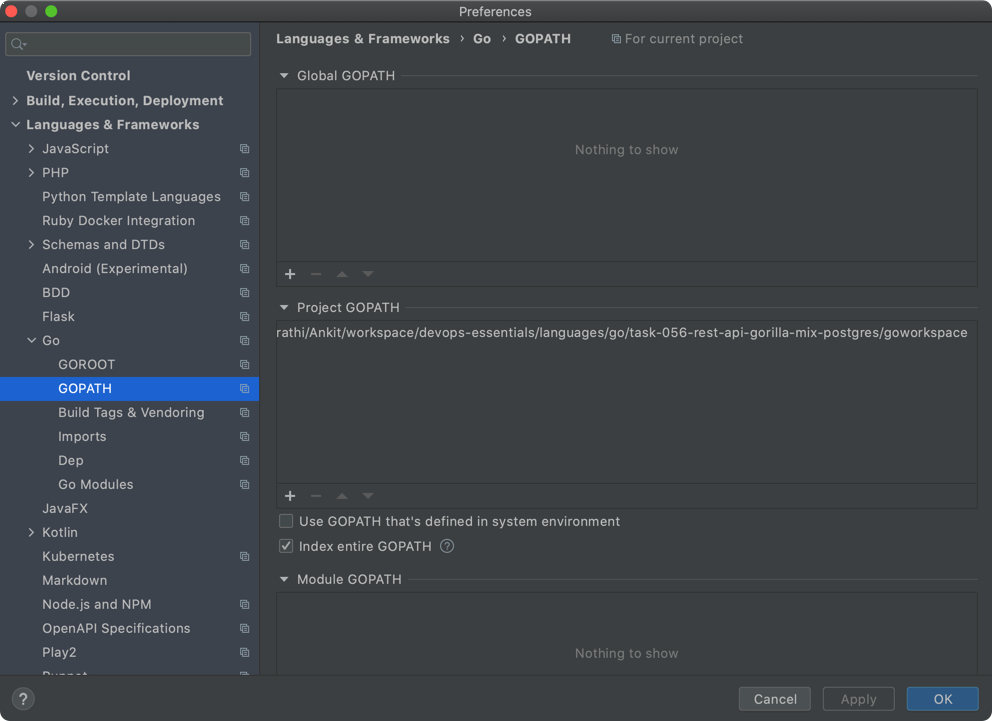 Preferences
Languages & Frameworks › Go › GOPATH For current project
Version Control
Build, Execution, Deployment
Languages & Frameworks
JavaScript
PHP
Python Template Languages
Ruby Docker Integration
Schemas and DTDs
Android (Experimental)
BDD
Flask
Go
GOROOT
GOPATH
Build Tags & Vendoring
Imports
Dep
Go Modules
JavaFX
Kotlin
Kubernetes
Markdown
Node.js and NPM
OpenAPI Specifications
Play2
Global GOPATH
Nothing to show
Project GOPATH
rathi/Ankit/workspace/devops-essentials/languages/go/task-056-rest-api-gorilla-mix-postgres/goworkspace
Use GOPATH that's defined in system environment
Index entire GOPATH ?
Module GOPATH
Nothing to show
? Cancel Apply OK